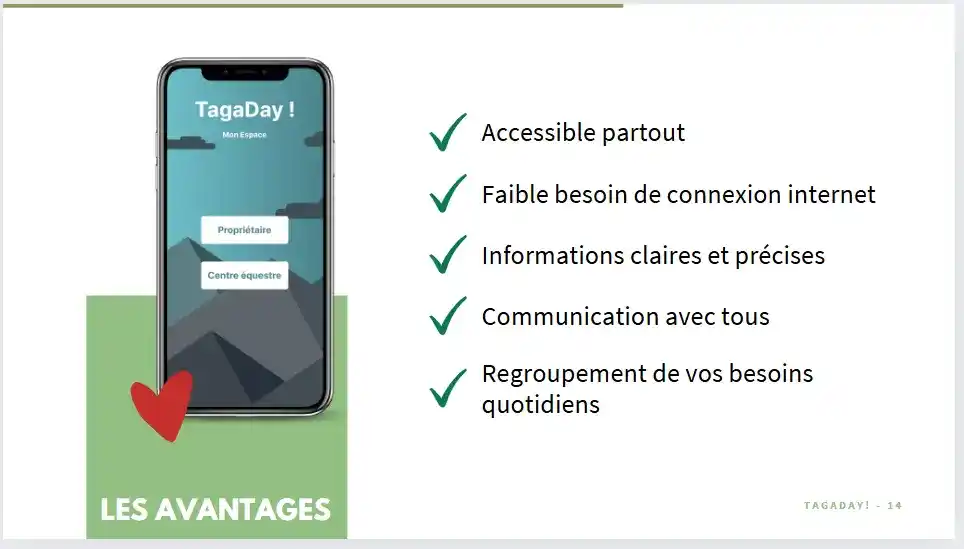 TagaDay !
Mon Espace
Propriétaire
Centre équestre
LES AVANTAGES
Accessible partout
Faible besoin de connexion internet
Informations claires et précises
Communication avec tous
Regroupement de vos besoins
quotidiens
TAGADAY! - 14